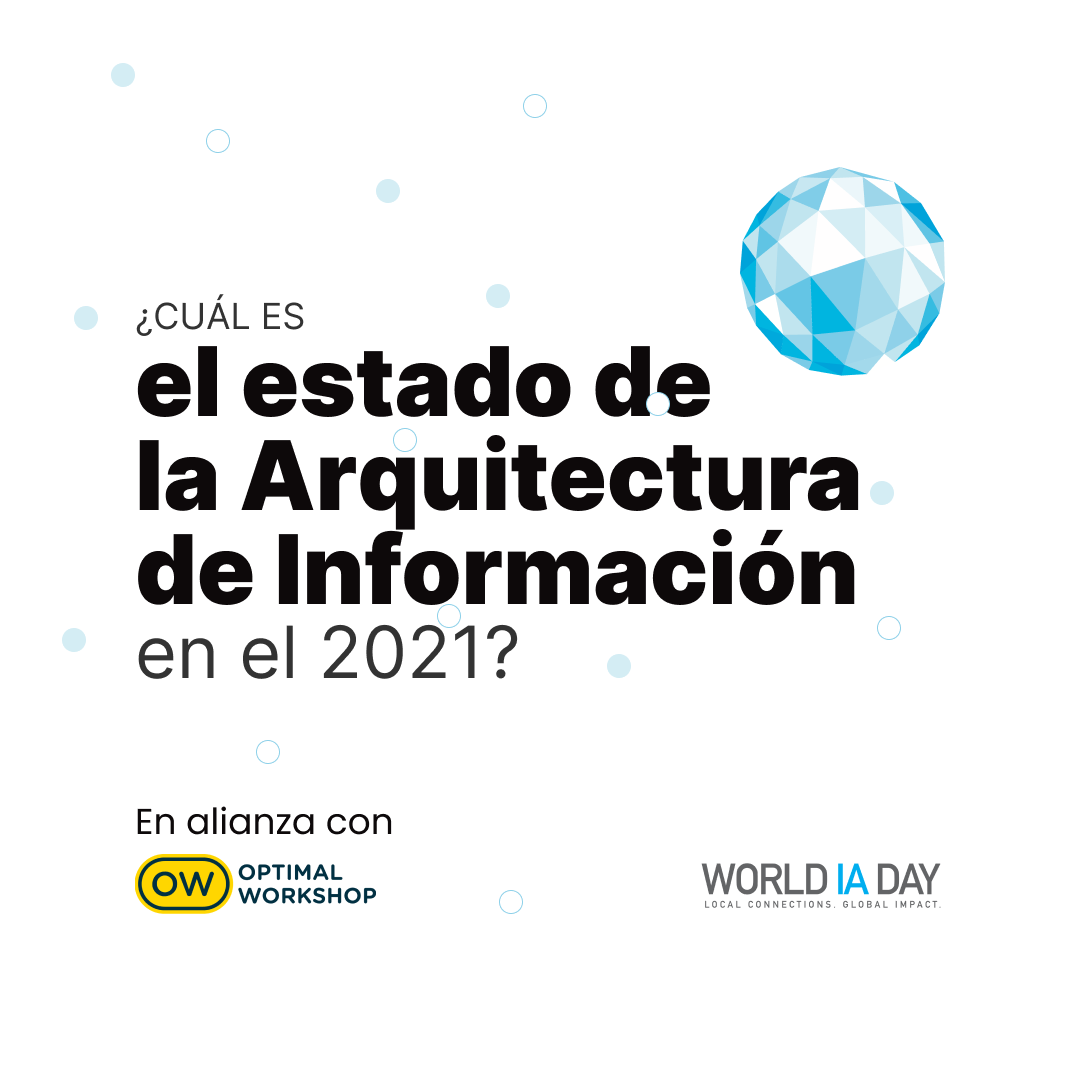 ¿CUÁL ES
el estado de
la Arquitectura
de Información
en el 2021?
En alianza con
OW OPTIMAL
WORKSHOP
WORLD IA DAY
LOCAL CONNECTIONS. GLOBAL IMPACT.